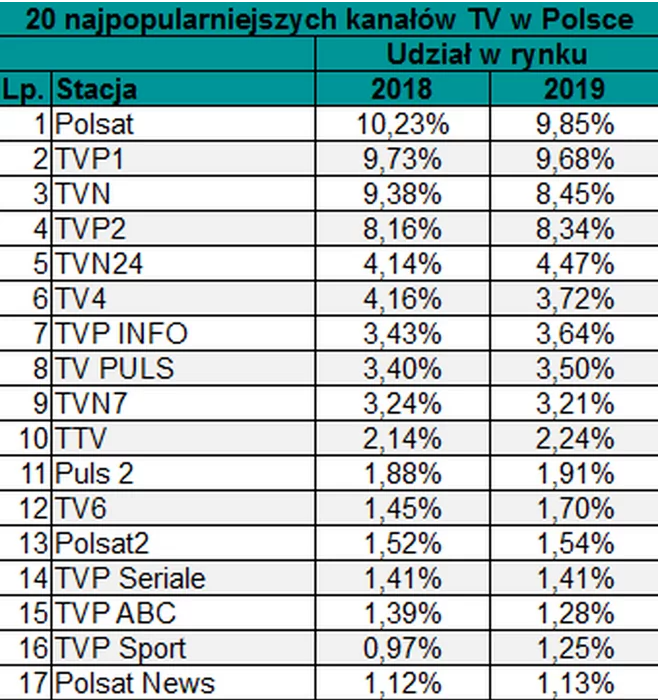 20 najpopularniejszych kanałów TV w Polsce
Udział w rynku
Lp. Stacja 2018 2019
1 Polsat 10,23% 9,85%
2 TVP1 9,73% 9,68%
3 TVN 9,38% 8,45%
4 TVP2 8,16% 8,34%
5 TVN24 4,14% 4,47%
6 TV4 4,16% 3,72%
7 TVP INFO 3,43% 3,64%
8 TV PULS 3,40% 3,50%
9 TVN7 3,24% 3,21%
10 TTV 2,14% 2,24%
11 Puls 2 1,88% 1,91%
12 TV6 1,45% 1,70%
13 Polsat2 1,52% 1,54%
14 TVP Seriale 1,41% 1,41%
15 TVP ABC 1,39% 1,28%
16 TVP Sport 0,97% 1,25%
17 Polsat News 1,12% 1,13%